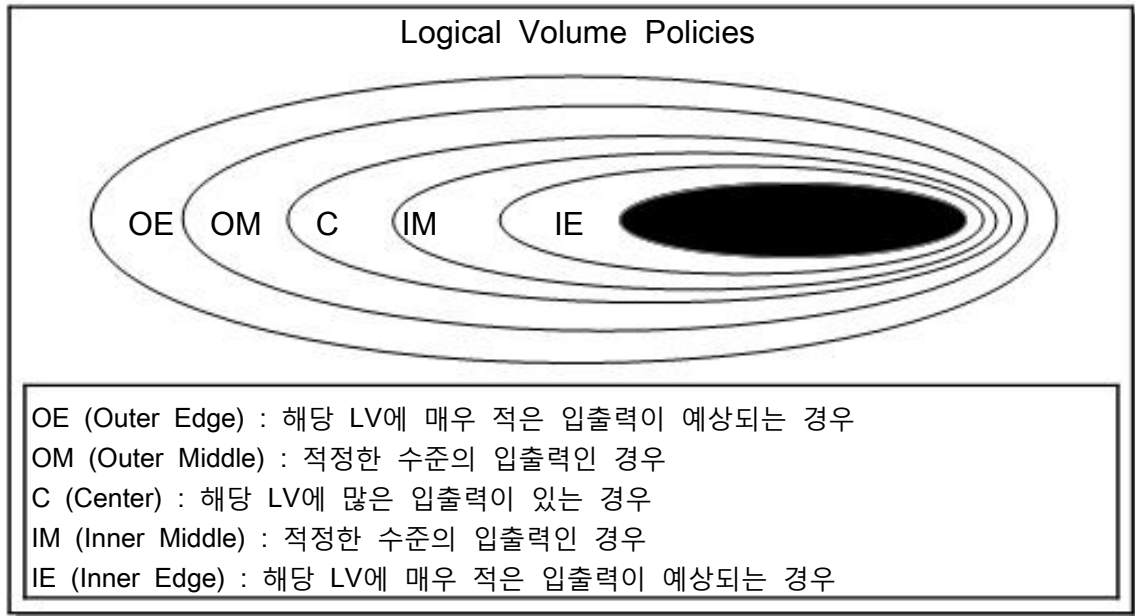 Logical Volume Policies
OE OM C IM IE
OE (Outer Edge) : 해당 LV에 매우 적은 입출력이 예상되는 경우
OM (Outer Middle) : 적정한 수준의 입출력인 경우
C (Center) : 해당 LV에 많은 입출력이 있는 경우
IM (Inner Middle) : 적정한 수준의 입출력인 경우
IE (Inner Edge) : 해당 LV에 매우 적은 입출력이 예상되는 경우